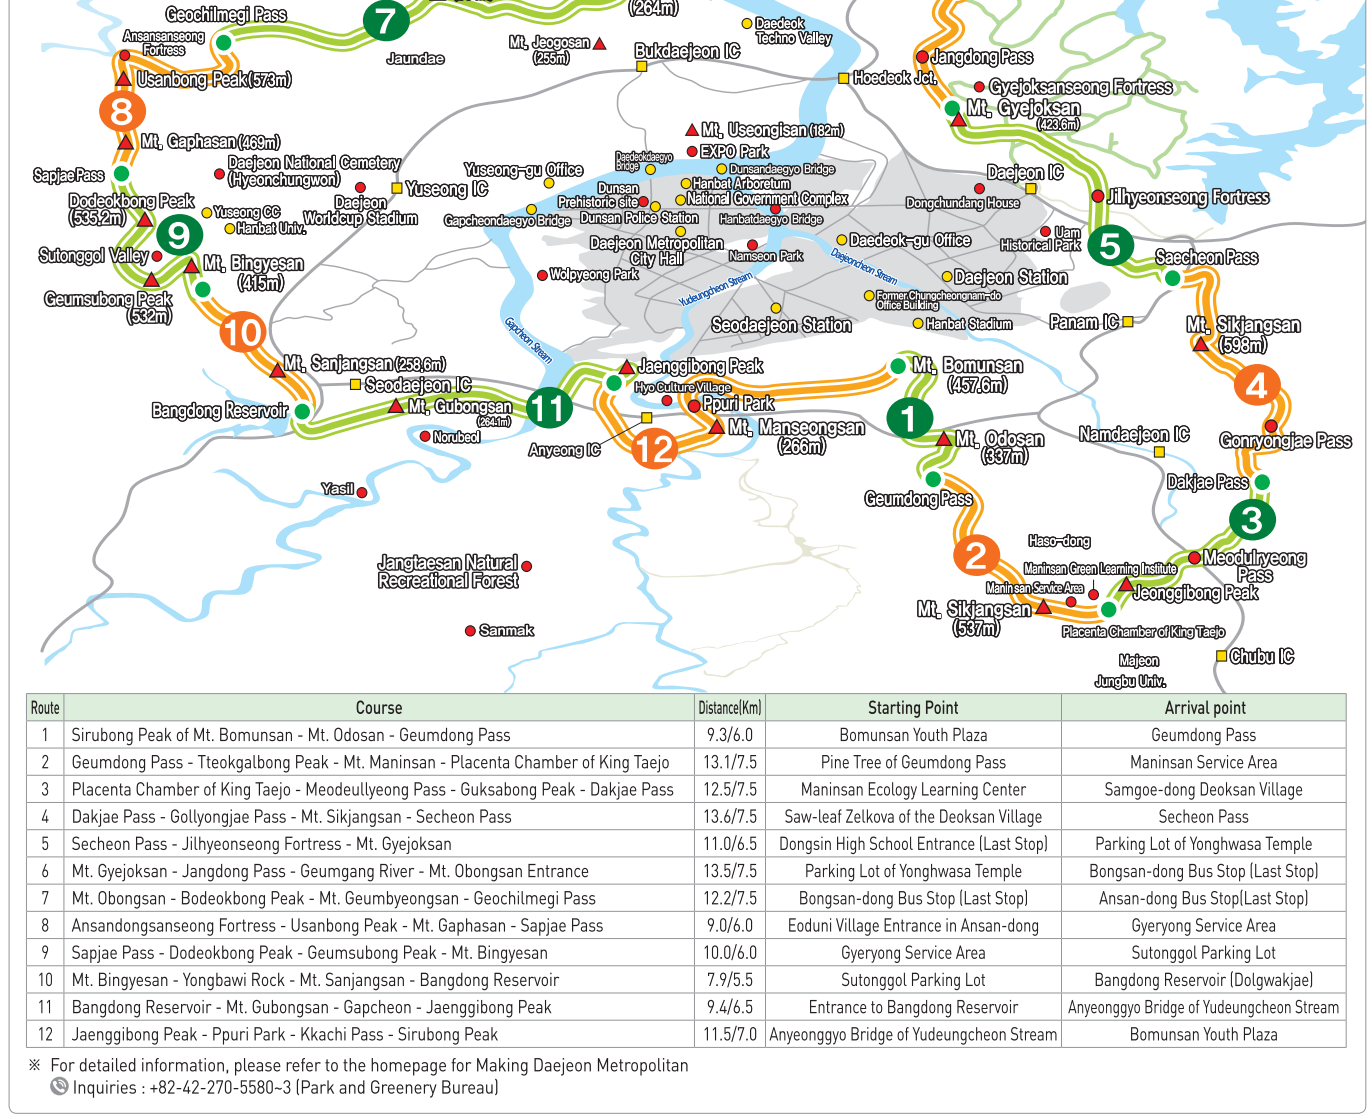 Geochilmegi Pass
7
(264m)
Daedeok
Techno Valley
Ansansanseong
Fortress
Jaundae
Mt. Jeogosan
(255m)
Bukdaejeon IC
Jangdong Pass
Usanbong Peak(573m)
Hoedeok Jct.
Gyejoksanseong Fortress
8
Mt. Gyejoksan
(423.6m)
Mt. Gaphasan (469m)
Mt. Useongisan (182m)
EXPO Park
Daejeon National Cemetery
(Hyeonchungwon)
Daedeokdaegyo
Bridge
Sapjae Pass
Yuseong-gu Office
Dunsandaegyo Bridge
Daejeon IC
Yuseong IC
Hanbat Arboretum
Dunsan
Prehistoric site
National Government Complex
Dongchundang House
Jilhyeonseong Fortress
Dodeokbong Peak
(535.2m)
Daejeon
Worldcup Stadium
Yuseong CC
Hanbat Univ.
Gapcheondaegyo Bridge
Dunsan Police Station
Hanbatdaegyo Bridge
9
Daejeon Metropolitan
City Hall
Namseon Park
Daedeok-gu Office
Uam
Historical Park
5
Sutonggol Valley
Mt. Bingyesan
(415m)
Daejeoncheon Stream
Saecheon Pass
Wolpyeong Park
Yudeungcheon Stream
Daejeon Station
Geumsubong Peak
(532m)
Former Chungcheongnam-do
Office Building
Seodaejeon Station
Hanbat Stadium
Panam IC
Mt. Sikjangsan
(598m)
10
Gapcheon Stream
Mt. Sanjangsan (258,6m)
Jaenggibong Peak
Mt. Bomunsan
(457.6m)
Seodaejeon IC
Hyo Culture Village
4
Bangdong Reservoir
Mt. Gubongsan
(264.1m)
11
Ppuri Park
1
Norubeol
Anyeong IC
12
Mt. Manseongsan
(266m)
Mt. Odosan
(337m)
Namdaejeon IC
Gonryongjae Pass
Yasil
Geumdong Pass
Dakjae Pass
3
Haso-dong
2
Jangtaesan Natural
Recreational Forest
Maninsan Green Learning Institute
Meodulryeong
Pass
Maninsan Service Area
Jeonggibong Peak
Mt. Sikjangsan
(537m)
Sanmak
Placenta Chamber of King Taejo
Majeon
Chubu IC
Jungbu Univ.
Route Course Distance(Km) Starting Point Arrival point
1 Sirubong Peak of Mt. Bomunsan - Mt. Odosan - Geumdong Pass 9.3/6.0 Bomunsan Youth Plaza Geumdong Pass
2 Geumdong Pass - Tteokgalbong Peak - Mt. Maninsan - Placenta Chamber of King Taejo 13.1/7.5 Pine Tree of Geumdong Pass Maninsan Service Area
3 Placenta Chamber of King Taejo - Meodeullyeong Pass - Guksabong Peak - Dakjae Pass 12.5/7.5 Maninsan Ecology Learning Center Samgoe-dong Deoksan Village
4 Dakjae Pass - Gollyongjae Pass - Mt. Sikjangsan - Secheon Pass 13.6/7.5 Saw-leaf Zelkova of the Deoksan Village Secheon Pass
5 Secheon Pass - Jilhyeonseong Fortress - Mt. Gyejoksan 11.0/6.5 Dongsin High School Entrance (Last Stop) Parking Lot of Yonghwasa Temple
6 Mt. Gyejoksan - Jangdong Pass - Geumgang River - Mt. Obongsan Entrance 13.5/7.5 Parking Lot of Yonghwasa Temple Bongsan-dong Bus Stop (Last Stop)
7 Mt. Obongsan - Bodeokbong Peak - Mt. Geumbyeongsan - Geochilmegi Pass 12.2/7.5 Bongsan-dong Bus Stop (Last Stop) Ansan-dong Bus Stop(Last Stop)
8 Ansandongsanseong Fortress - Usanbong Peak - Mt. Gaphasan - Sapjae Pass 9.0/6.0 Eoduni Village Entrance in Ansan-dong Gyeryong Service Area
9 Sapjae Pass - Dodeokbong Peak - Geumsubong Peak - Mt. Bingyesan 10.0/6.0 Gyeryong Service Area Sutonggol Parking Lot
10 Mt. Bingyesan - Yongbawi Rock - Mt. Sanjangsan - Bangdong Reservoir 7.9/5.5 Sutonggol Parking Lot Bangdong Reservoir (Dolgwakjae)
11 Bangdong Reservoir - Mt. Gubongsan - Gapcheon - Jaenggibong Peak 9.4/6.5 Entrance to Bangdong Reservoir Anyeonggyo Bridge of Yudeungcheon Stream
12 Jaenggibong Peak - Ppuri Park - Kkachi Pass - Sirubong Peak 11.5/7.0 Anyeonggyo Bridge of Yudeungcheon Stream Bomunsan Youth Plaza
※ For detailed information, please refer to the homepage for Making Daejeon Metropolitan
Inquiries : +82-42-270-5580~3 (Park and Greenery Bureau)